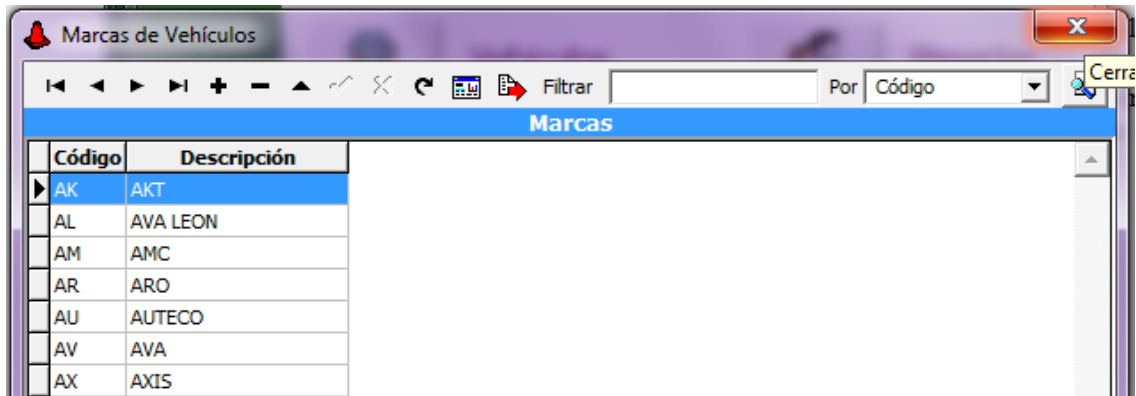 Marcas de Vehículos
Filtrar Por Código
Cerra
Marcas
Código Descripción
AK AKT
AL AVA LEON
AM AMC
AR ARO
AU AUTECO
AV AVA
AX AXIS